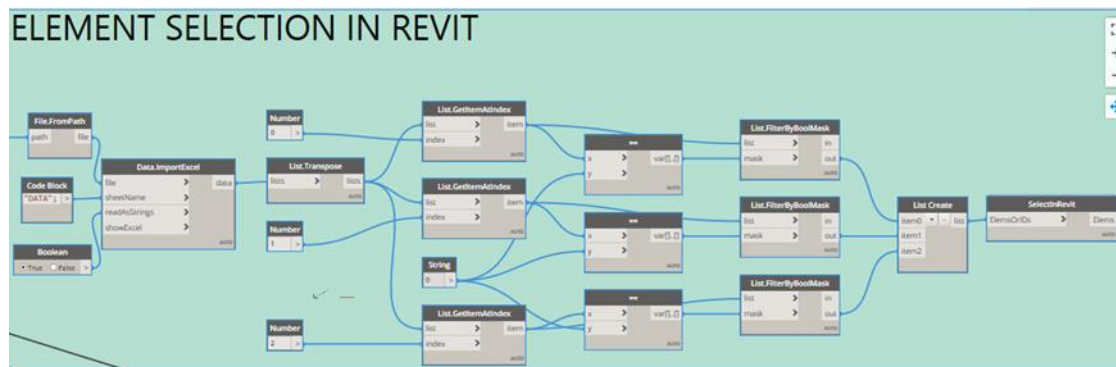 ELEMENT SELECTION IN REVIT
File.FromPath
path > file
Code Block
"DATA"; >
Boolean
True False >
Data.ImportExcel
file > data
sheetName >
readAsStrings >
showExcel >
auto
Number
0 >
List.Transpose
lists > lists
auto
Number
1 >
String
0 >
Number
2 >
List.GetItemAtIndex
list > item
index >
auto
List.GetItemAtIndex
list > item
index >
auto
List.GetItemAtIndex
list > item
index >
auto
==
x > var[]..[]
y >
auto
==
x > var[]..[]
y >
auto
==
x > var[]..[]
y >
auto
List.FilterByBoolMask
list > in
mask > out
auto
List.FilterByBoolMask
list > in
mask > out
auto
List.FilterByBoolMask
list > in
mask > out
auto
List Create
item0 + - list
item1
item2
auto
SelectInRevit
ElemsOrIDs > Elems
auto